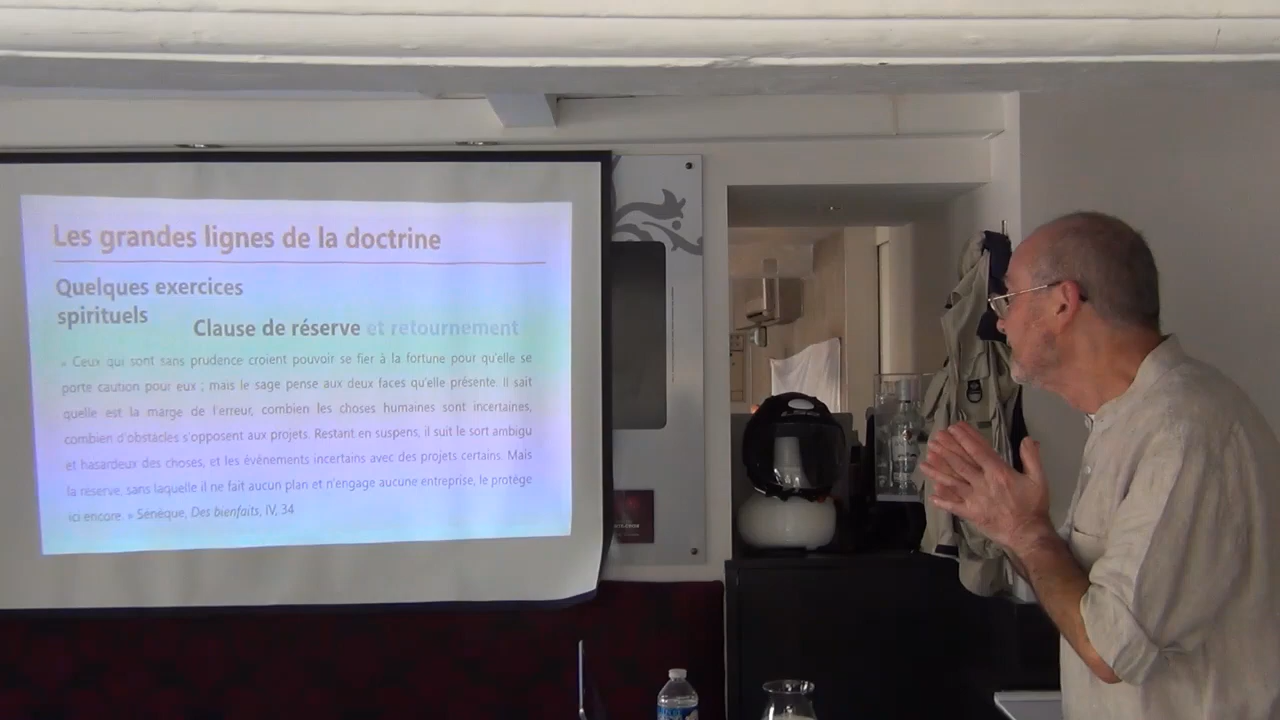 Les grandes lignes de la doctrine
Quelques exercices
spirituels
Clause de réserve et retournement
« Ceux qui sont sans prudence croient pouvoir se fier à la fortune pour qu'elle se
porte caution pour eux ; mais le sage pense aux deux faces qu'elle présente. Il sait
quelle est la marge de l'erreur, combien les choses humaines sont incertaines,
combien d'obstacles s'opposent aux projets. Restant en suspens, il suit le sort ambigu
et hasardeux des choses, et les événements incertains avec des projets certains. Mais
la réserve, sans laquelle il ne fait aucun plan et n'engage aucune entreprise, le protège
ici encore. » Sénèque, Des bienfaits, IV, 34